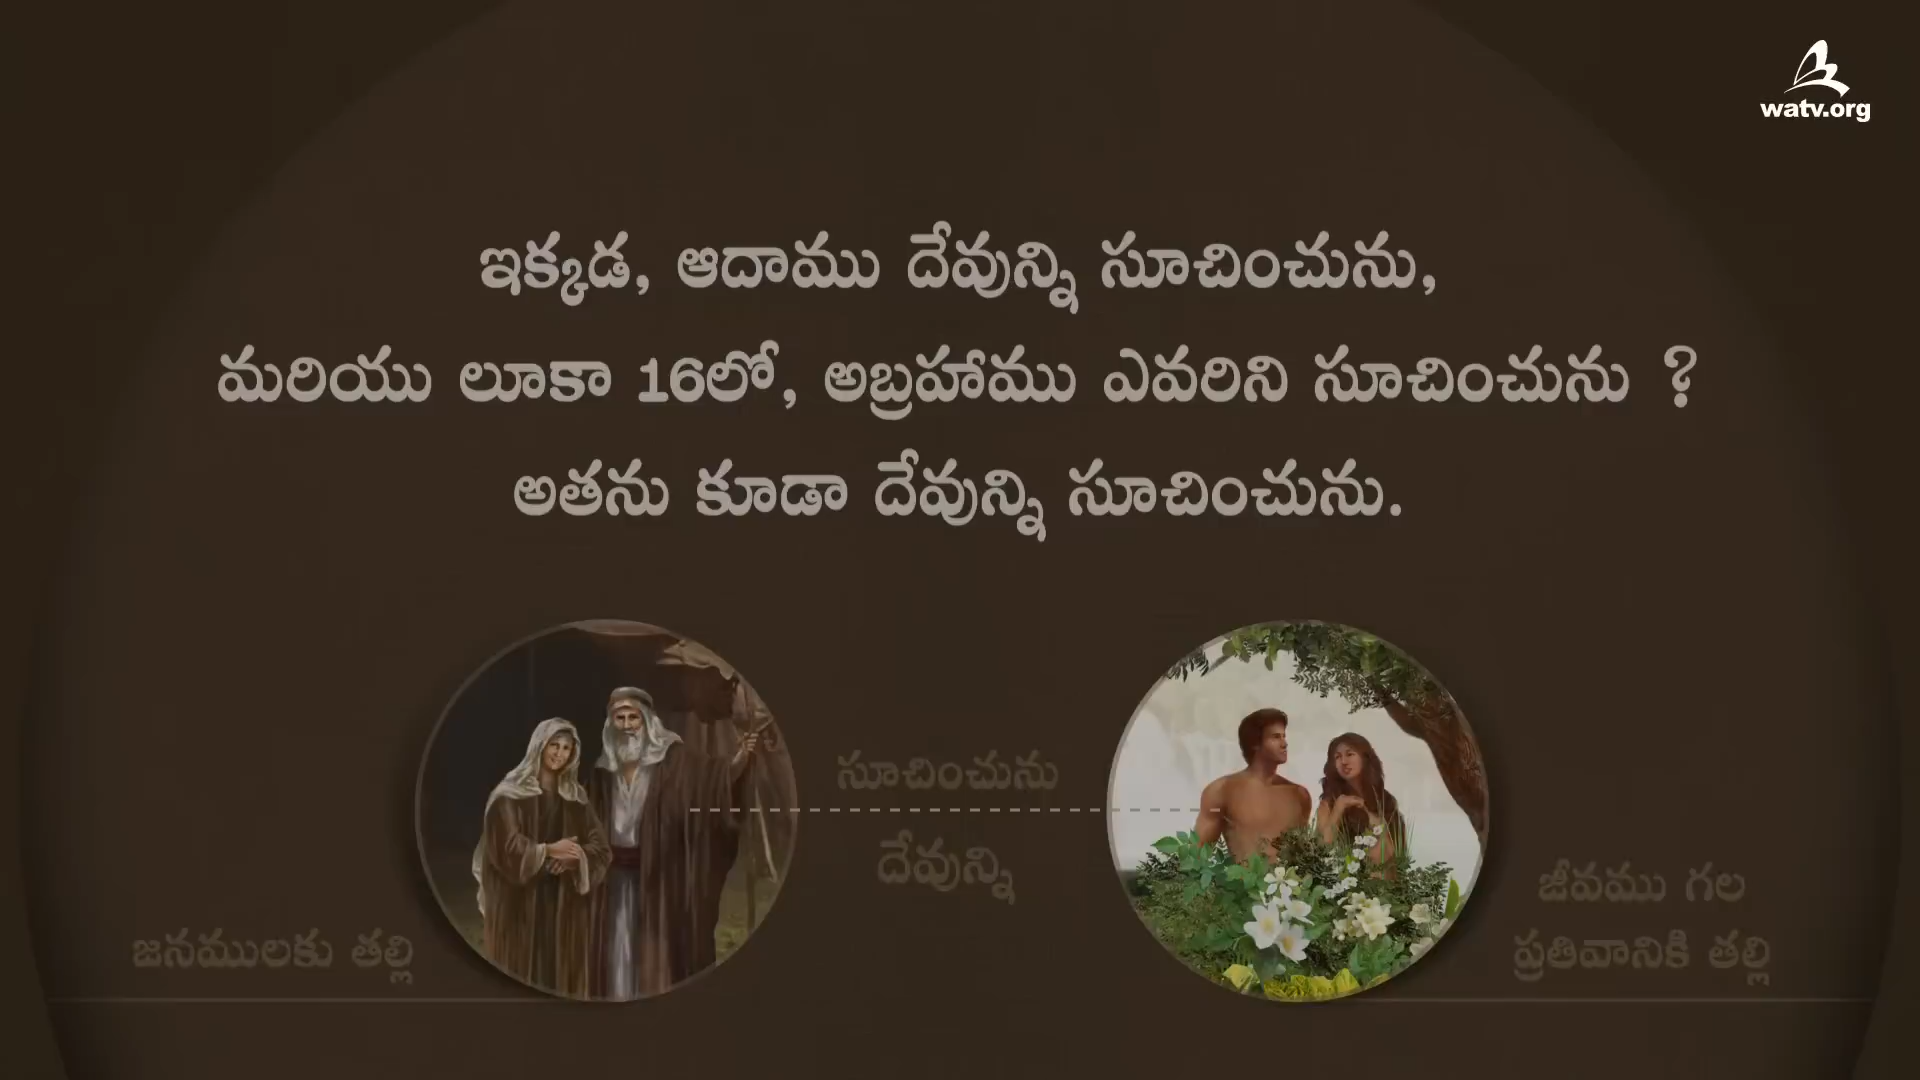 watv.org
ఇక్కడ, ఆదాము దేవున్ని సూచించును,
మరియు లూకా 16లో, అబ్రహాము ఎవరిని సూచించును ?
అతను కూడా దేవున్ని సూచించును.
సూచించును
దేవున్ని
జనములకు తల్లి
జీవము గల
ప్రతివానికి తల్లి